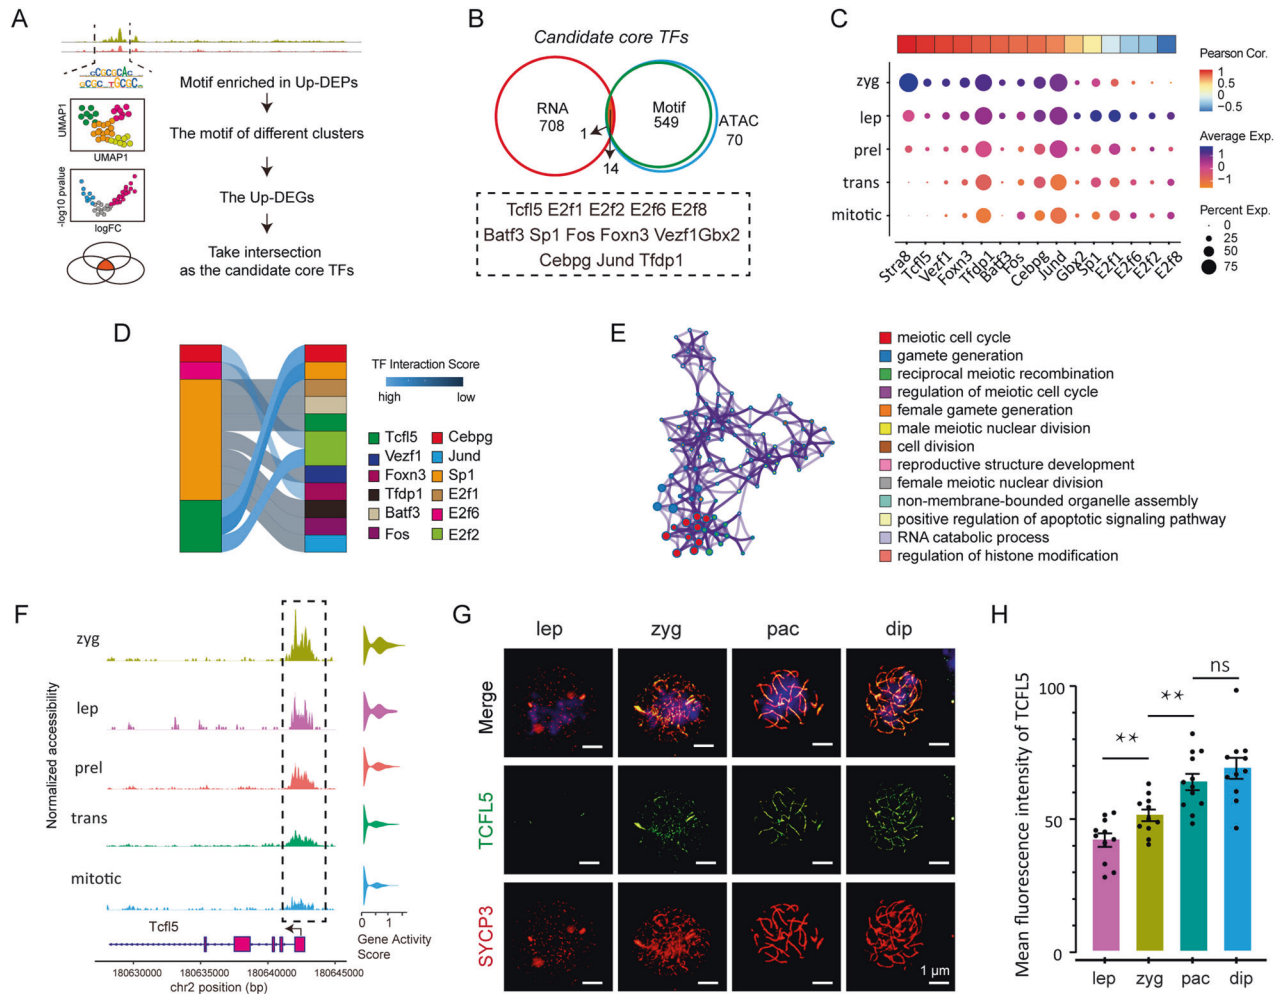 A
cCGCGCAC
GCGC TGCGC
UMAP1
UMAP1
-log10 pvalue
logFC
Motif enriched in Up-DEPs
The motif of different clusters
The Up-DEGs
Take intersection
as the candidate core TFs
B
Candidate core TFs
RNA
708
Motif
549
ATAC
70
1
14
Tcfl5 E2f1 E2f2 E2f6 E2f8
Batf3 Sp1 Fos Foxn3 Vezf1Gbx2
Cebpg Jund Tfdp1
C
zyg
lep
prel
trans
mitotic
Stra8
Tcfl5
Vezf1
Foxn3
Tfdp1
Batf3
Fos
Cebpg
Jund
Gbx2
Sp1
E2f1
E2f6
E2f2
E2f8
Pearson Cor.
1
0.5
0
-0.5
Average Exp.
1
0
-1
Percent Exp.
0
25
50
75
D
TF Interaction Score
high low
Tcfl5 Cebpg
Vezf1 Jund
Foxn3 Sp1
Tfdp1 E2f1
Batf3 E2f6
Fos E2f2
E
meiotic cell cycle
gamete generation
reciprocal meiotic recombination
regulation of meiotic cell cycle
female gamete generation
male meiotic nuclear division
cell division
reproductive structure development
female meiotic nuclear division
non-membrane-bounded organelle assembly
positive regulation of apoptotic signaling pathway
RNA catabolic process
regulation of histone modification
F
Normalized accessibility
zyg
lep
prel
trans
mitotic
Tcfl5
0 1
Gene Activity
Score
180630000 180635000 180640000 180645000
chr2 position (bp)
G
lep zyg pac dip
Merge
TCFL5
SYCP3
1 μm
H
Mean fluorescence intensity of TCFL5
100
50
0
**
**
ns
lep zyg pac dip